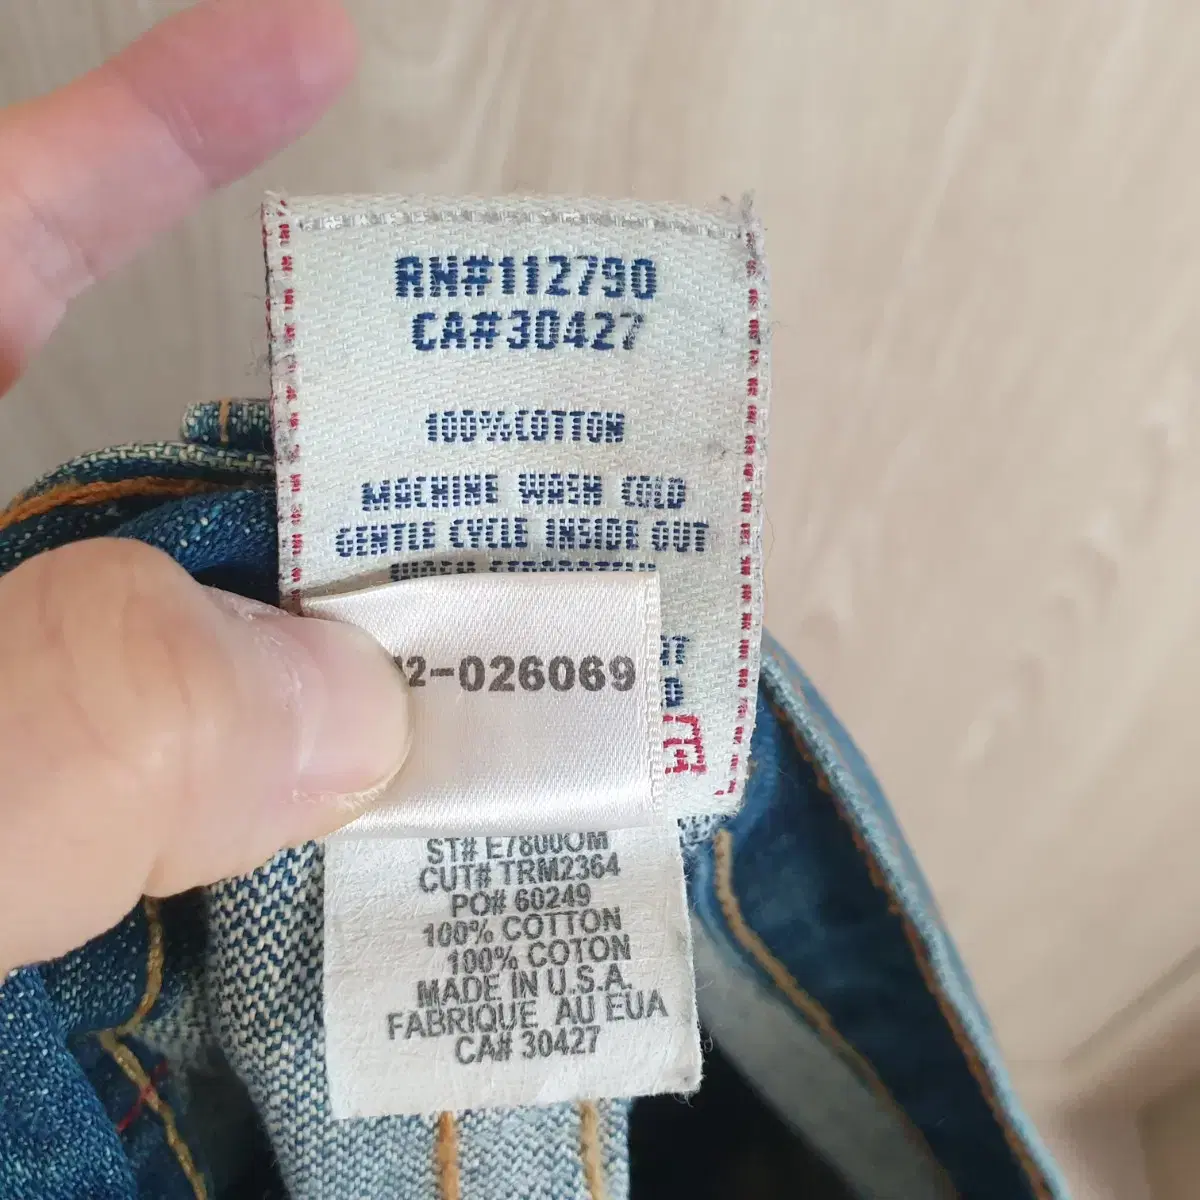 RN#112790
CA#30427
100%COTTON
MACHINE WASH COLD
GENTLE CYCLE INSIDE OUT
2-026069
ST# E78000M
CUT# TRM2364
PO# 60249
100% COTTON
100% COTON
MADE IN U.S.A.
FABRIQUE AU EUA
CA# 30427